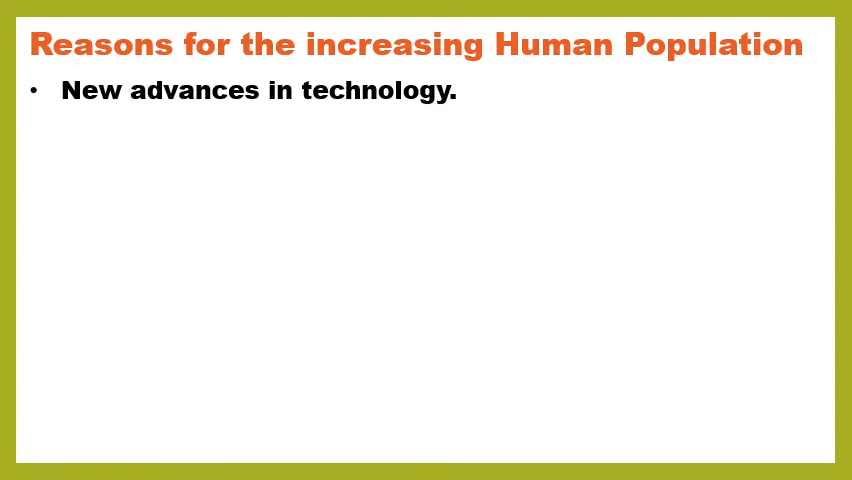 Reasons for the increasing Human Population
• New advances in technology.